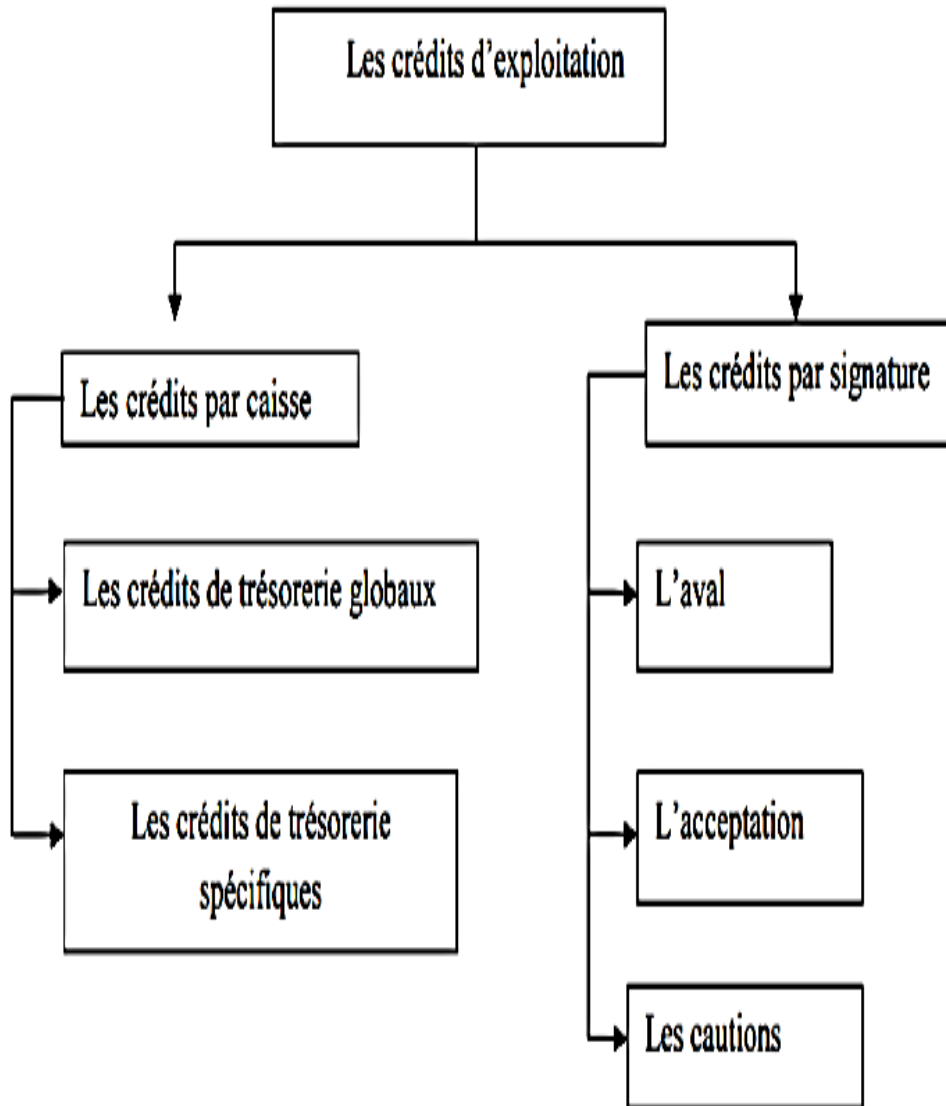 Les crédits d’exploitation
Les crédits par caisse
Les crédits de trésorerie globaux
Les crédits de trésorerie
spécifiques
Les crédits par signature
L’aval
L’acceptation
Les cautions